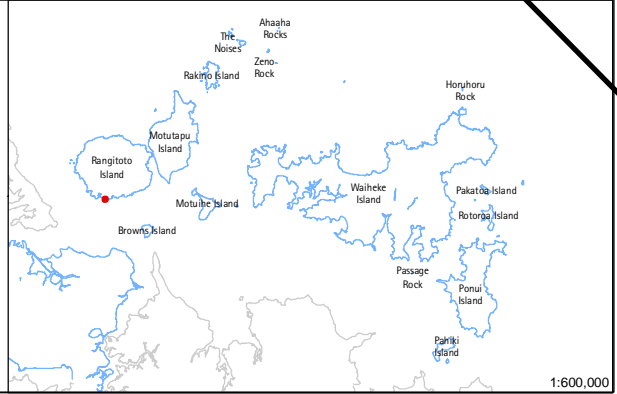 Ahaaha
Rocks
The
Noises
Zeno
Rock
Rakino Island
Horuhoru
Rock
Motutapu
Island
Rangitoto
Island
Waiheke
Island
Pakatoa Island
Motuihe Island
Rotoroa Island
Browns Island
Passage
Rock
Ponui
Island
Pahiki
Island
1:600,000